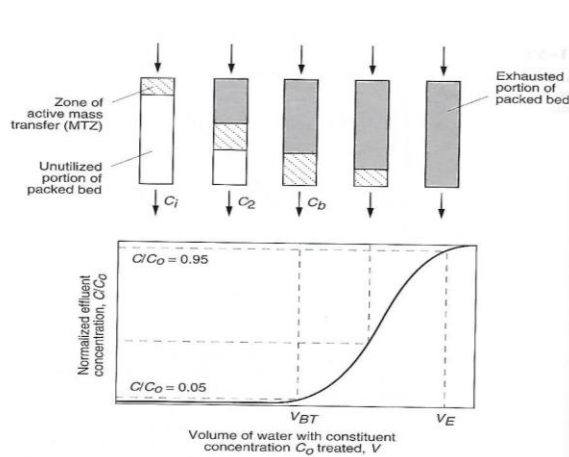 Zone of
active mass
transfer (MTZ)
Unutilized
portion of
packed bed
Exhausted
portion of
packed bed
Ci
C2
Cb
Normalized effluent
concentration, C/CO
C/CO = 0.95
C/CO = 0.05
VBT
VE
Volume of water with constituent
concentration CO treated, V